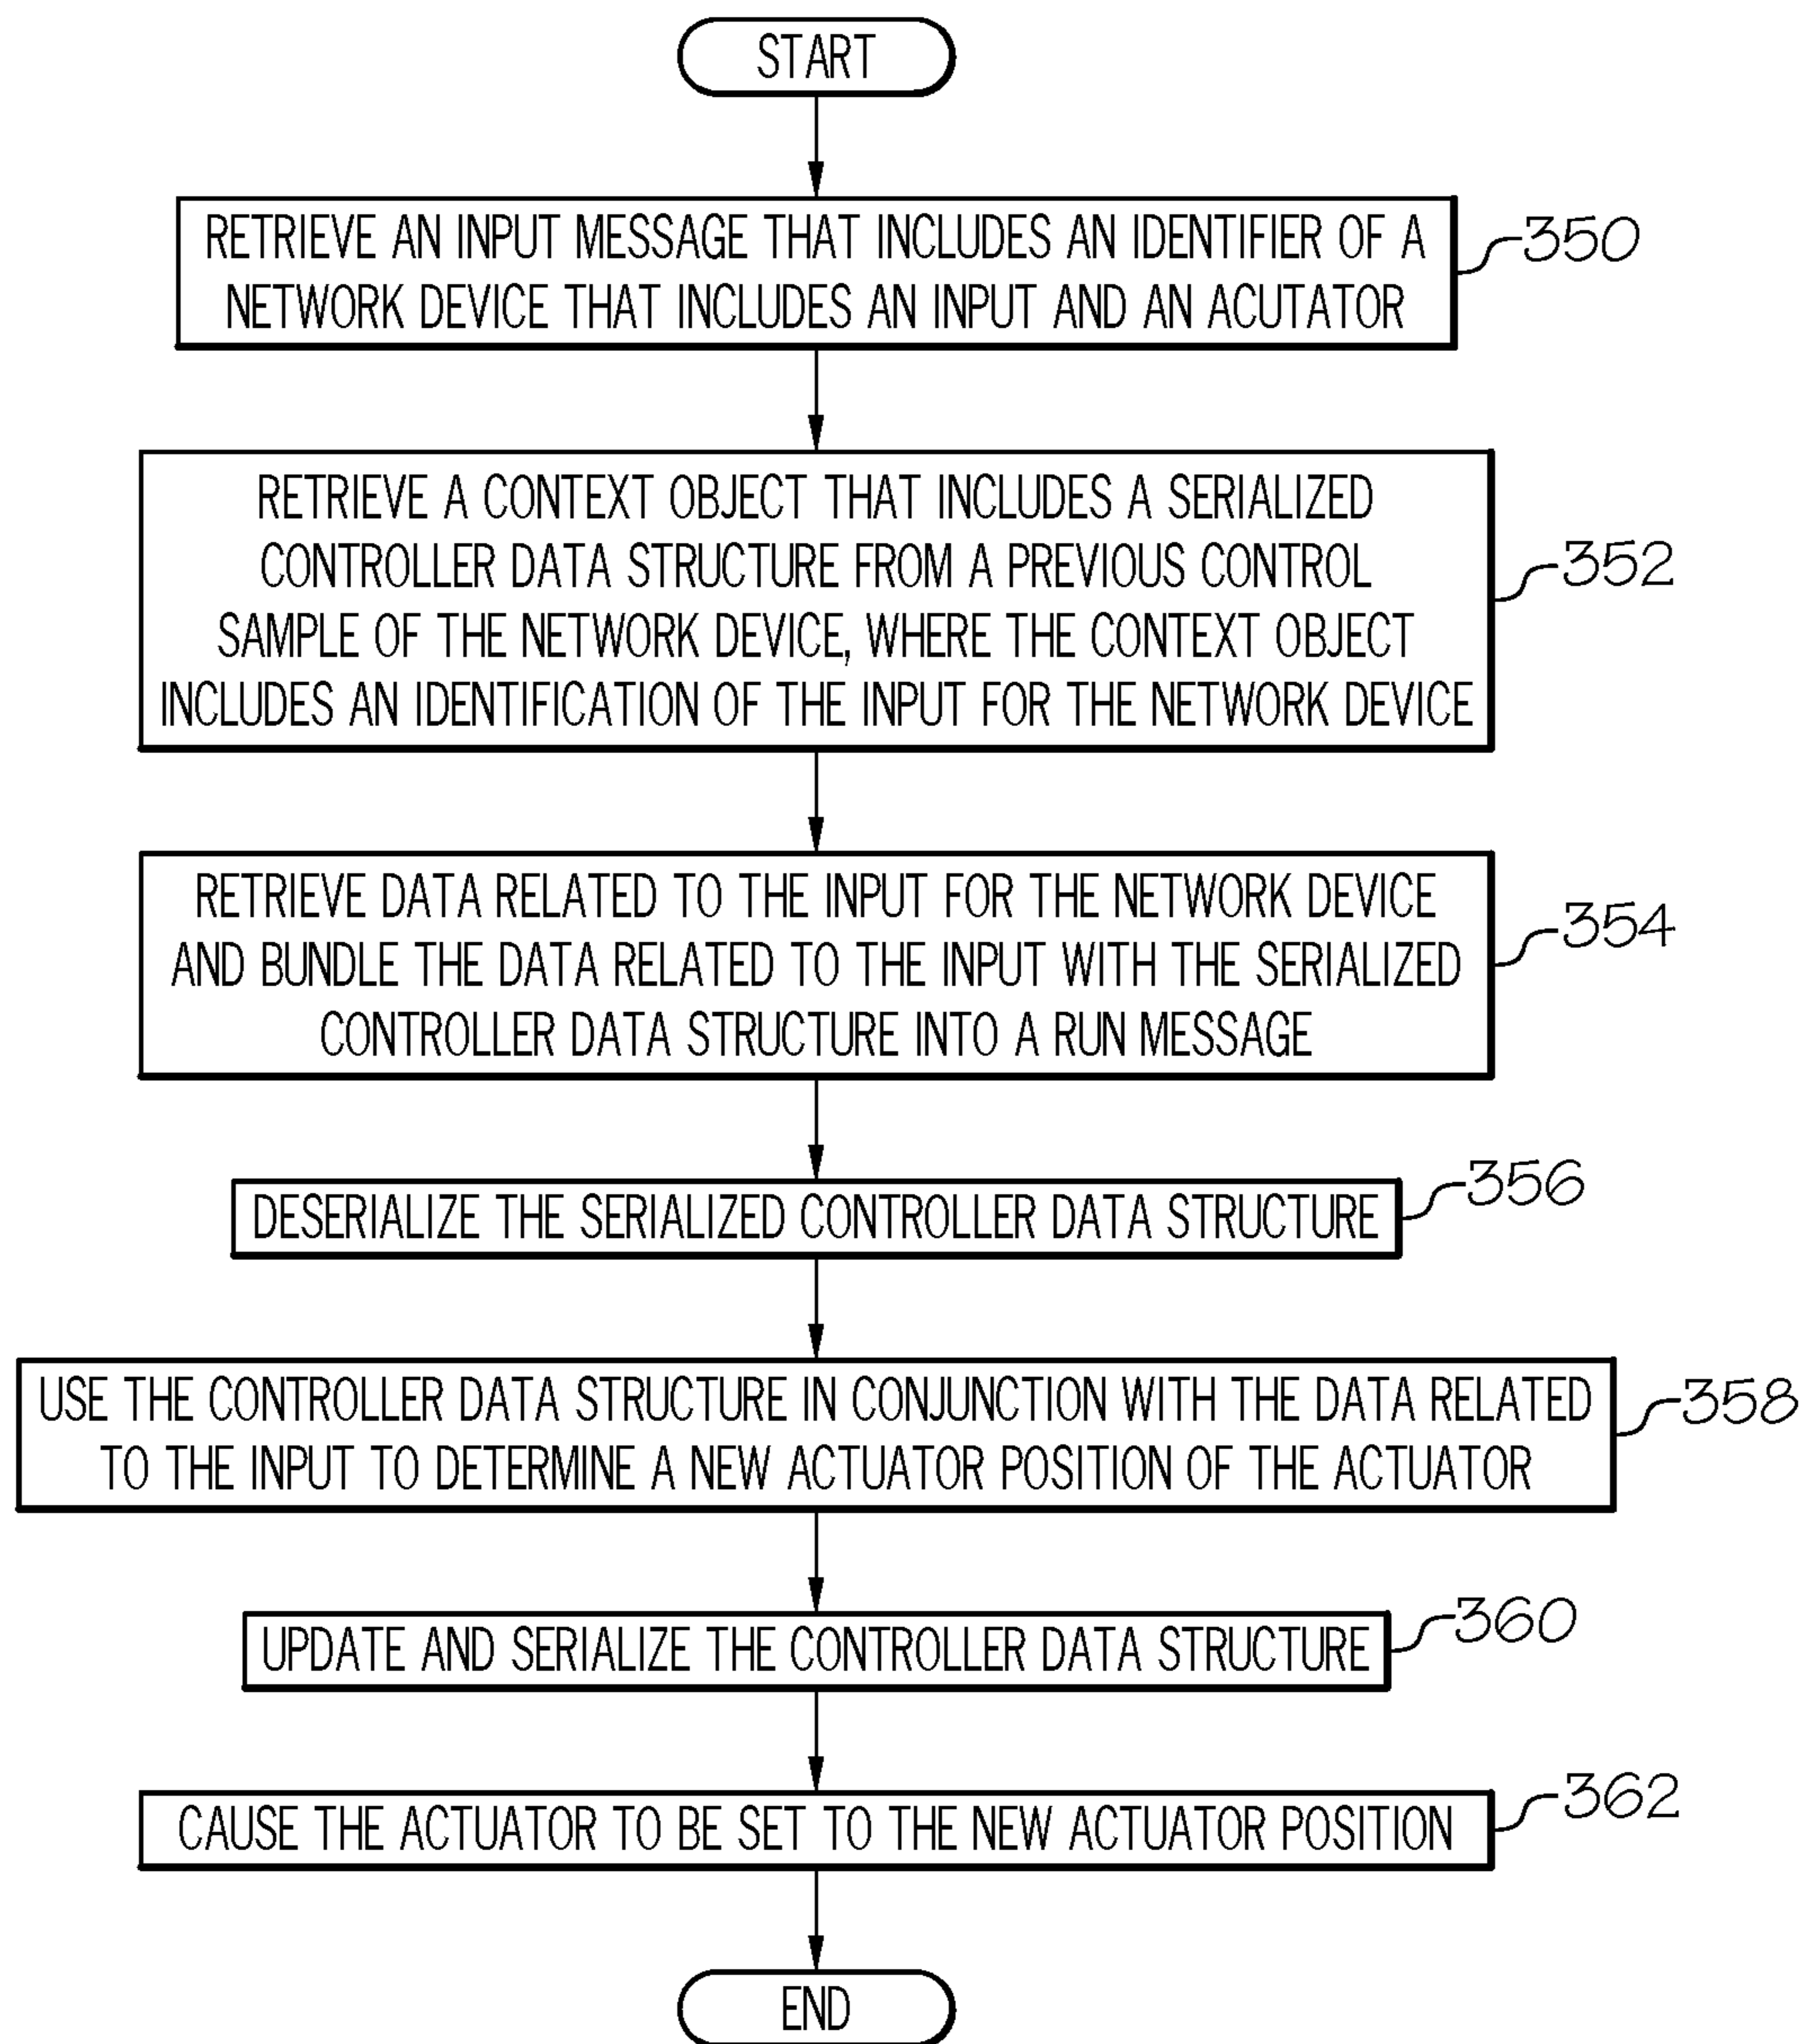 START
RETRIEVE AN INPUT MESSAGE THAT INCLUDES AN IDENTIFIER OF A
NETWORK DEVICE THAT INCLUDES AN INPUT AND AN ACUTATOR
350
RETRIEVE A CONTEXT OBJECT THAT INCLUDES A SERIALIZED
CONTROLLER DATA STRUCTURE FROM A PREVIOUS CONTROL
SAMPLE OF THE NETWORK DEVICE, WHERE THE CONTEXT OBJECT
INCLUDES AN IDENTIFICATION OF THE INPUT FOR THE NETWORK DEVICE
352
RETRIEVE DATA RELATED TO THE INPUT FOR THE NETWORK DEVICE
AND BUNDLE THE DATA RELATED TO THE INPUT WITH THE SERIALIZED
CONTROLLER DATA STRUCTURE INTO A RUN MESSAGE
354
DESERIALIZE THE SERIALIZED CONTROLLER DATA STRUCTURE
356
USE THE CONTROLLER DATA STRUCTURE IN CONJUNCTION WITH THE DATA RELATED
TO THE INPUT TO DETERMINE A NEW ACTUATOR POSITION OF THE ACTUATOR
358
UPDATE AND SERIALIZE THE CONTROLLER DATA STRUCTURE
360
CAUSE THE ACTUATOR TO BE SET TO THE NEW ACTUATOR POSITION
362
END